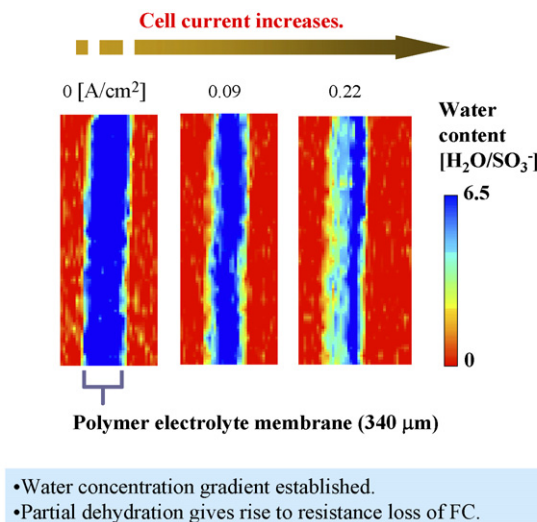 Cell current increases.
0 [A/cm²]
0.09
0.22
Water
content
[H₂O/SO₃⁻]
6.5
0
Polymer electrolyte membrane (340 μm)
•Water concentration gradient established.
•Partial dehydration gives rise to resistance loss of FC.